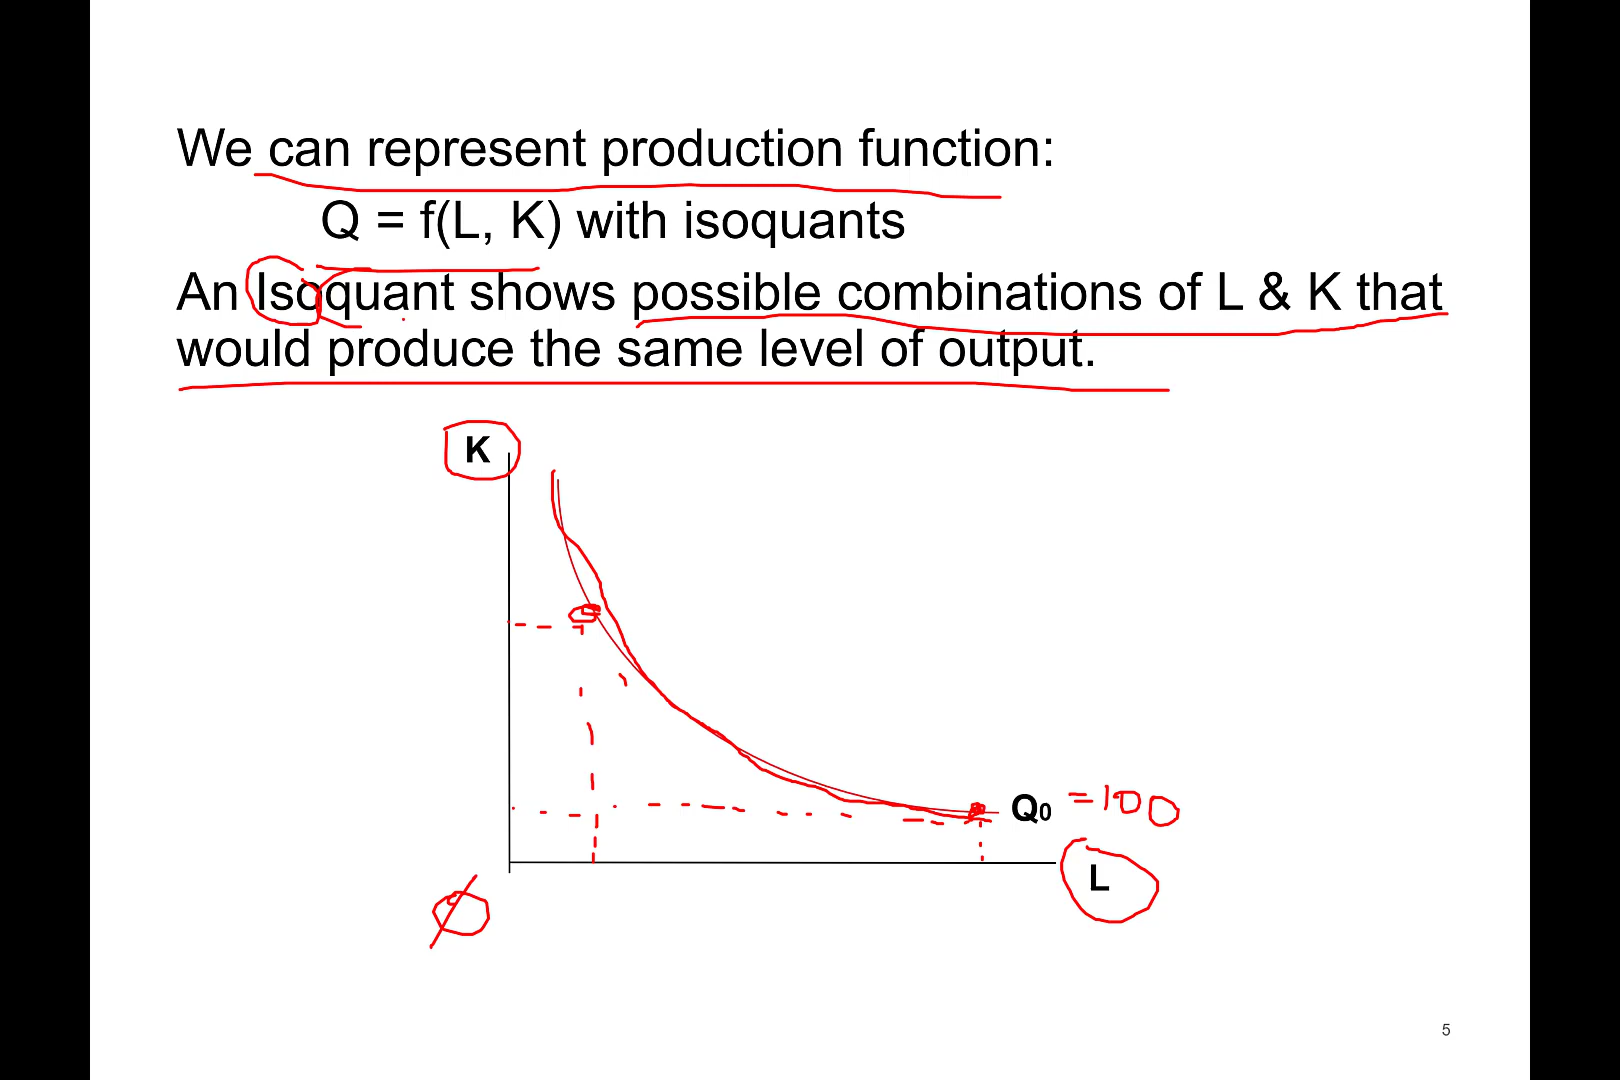 We can represent production function:
Q = f(L, K) with isoquants
An Isoquant shows possible combinations of L & K that
would produce the same level of output.
K
Q0 =100
L
5